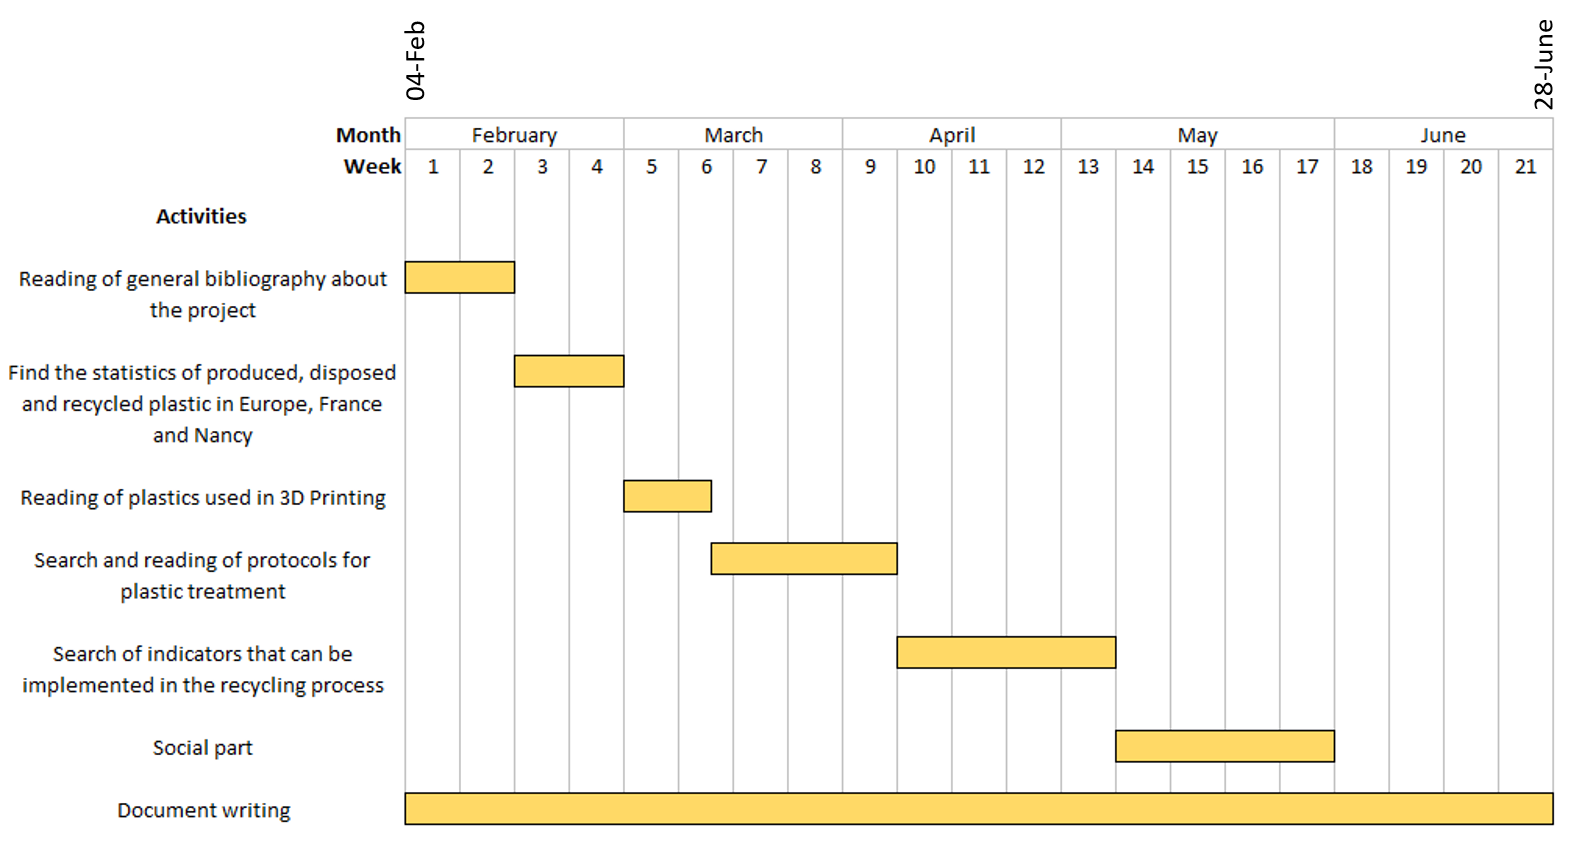 04-Feb
28-June
Month February March April May June
Week 1 2 3 4 5 6 7 8 9 10 11 12 13 14 15 16 17 18 19 20 21
Activities
Reading of general bibliography about
the project
Find the statistics of produced, disposed
and recycled plastic in Europe, France
and Nancy
Reading of plastics used in 3D Printing
Search and reading of protocols for
plastic treatment
Search of indicators that can be
implemented in the recycling process
Social part
Document writing